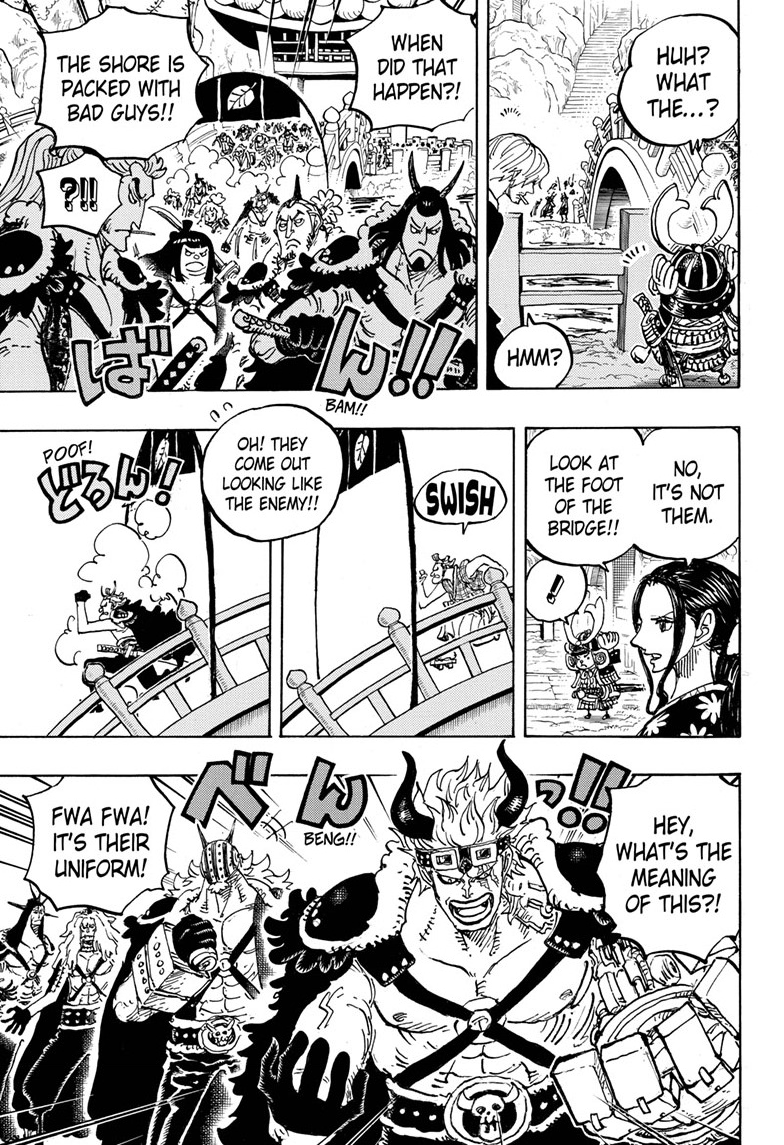 HUH?
WHAT
THE...?
HMM?
WHEN
DID THAT
HAPPEN?!
THE SHORE IS
PACKED WITH
BAD GUYS!!
?!!
ばん!!
BAM!!
NO,
IT'S NOT
THEM.
LOOK AT
THE FOOT
OF THE
BRIDGE!!
!
SWISH
OH! THEY
COME OUT
LOOKING LIKE
THE ENEMY!!
POOF!
どろん!
HEY,
WHAT'S THE
MEANING
OF THIS?!
べんっ!!
BENG!!
FWA FWA!
IT'S THEIR
UNIFORM!